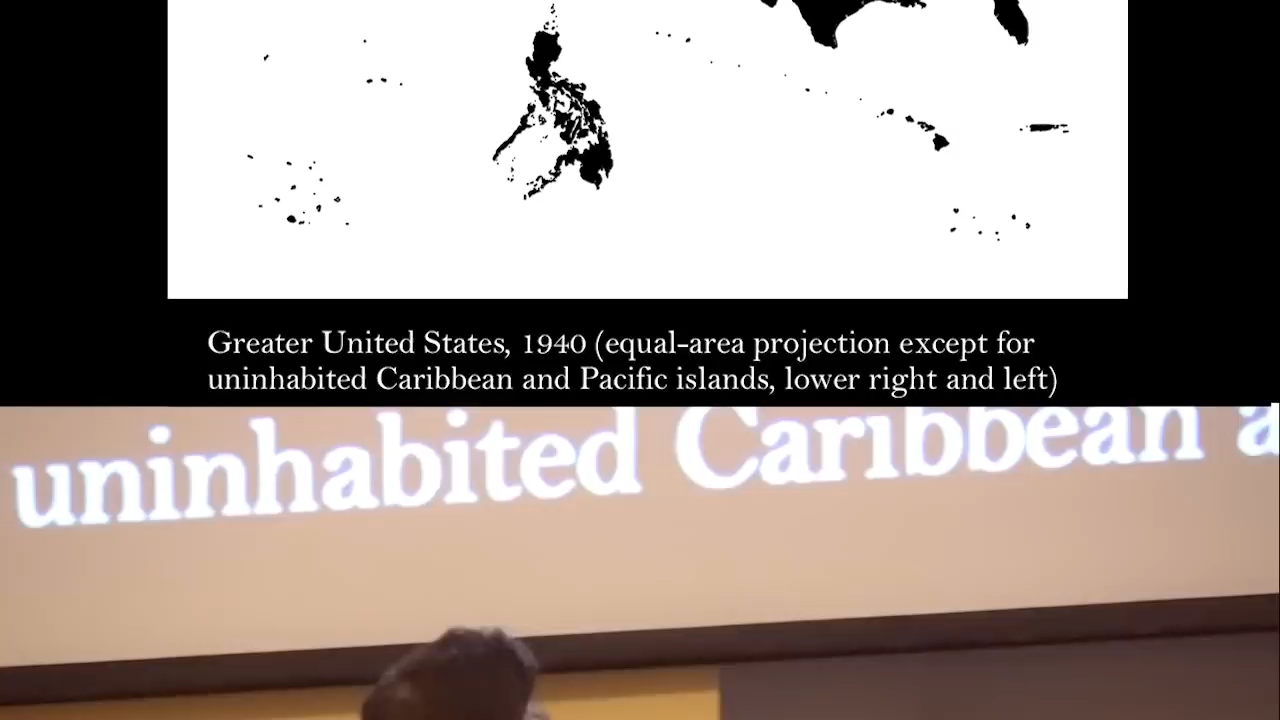 Greater United States, 1940 (equal-area projection except for
uninhabited Caribbean and Pacific islands, lower right and left)
uninhabited Caribbean a